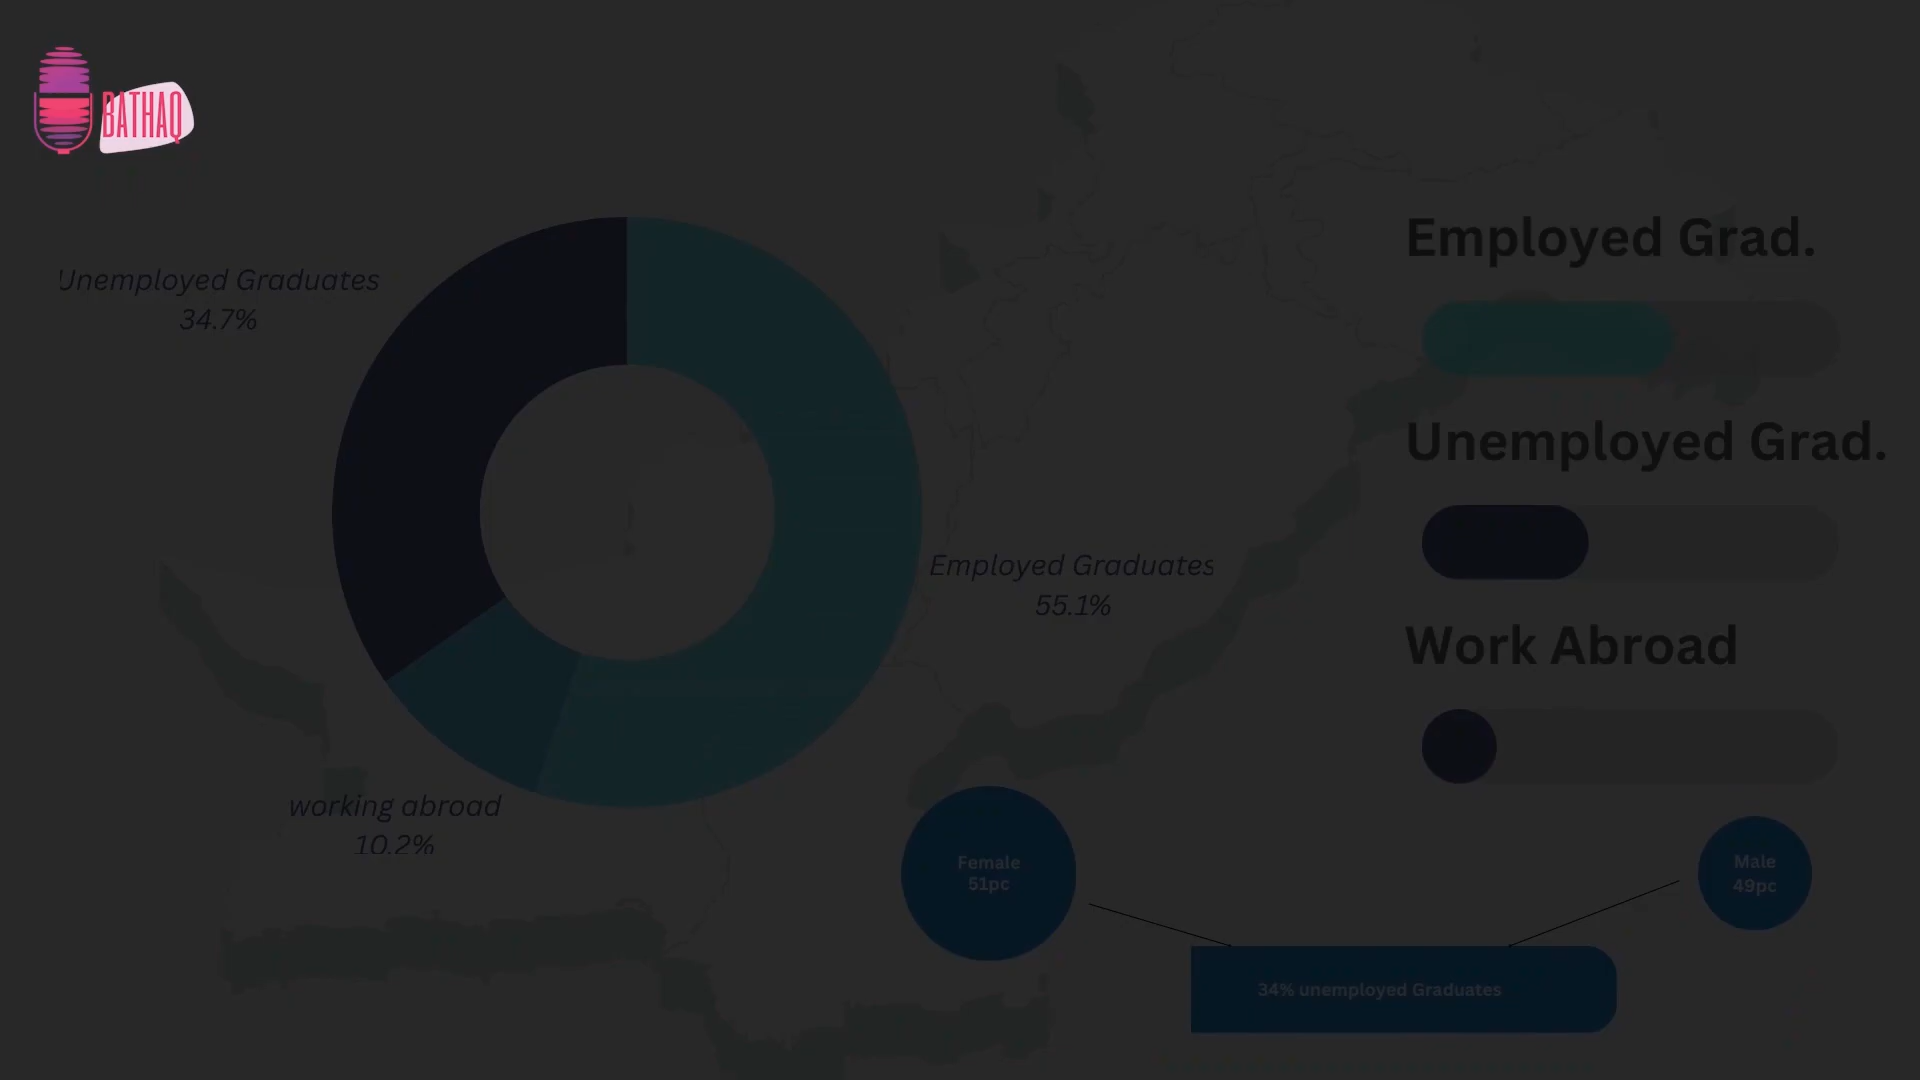 BATHAQ
Unemployed Graduates
34.7%
Employed Graduates
55.1%
working abroad
10.2%
Employed Grad.
Unemployed Grad.
Work Abroad
Female
51pc
Male
49pc
34% unemployed Graduates